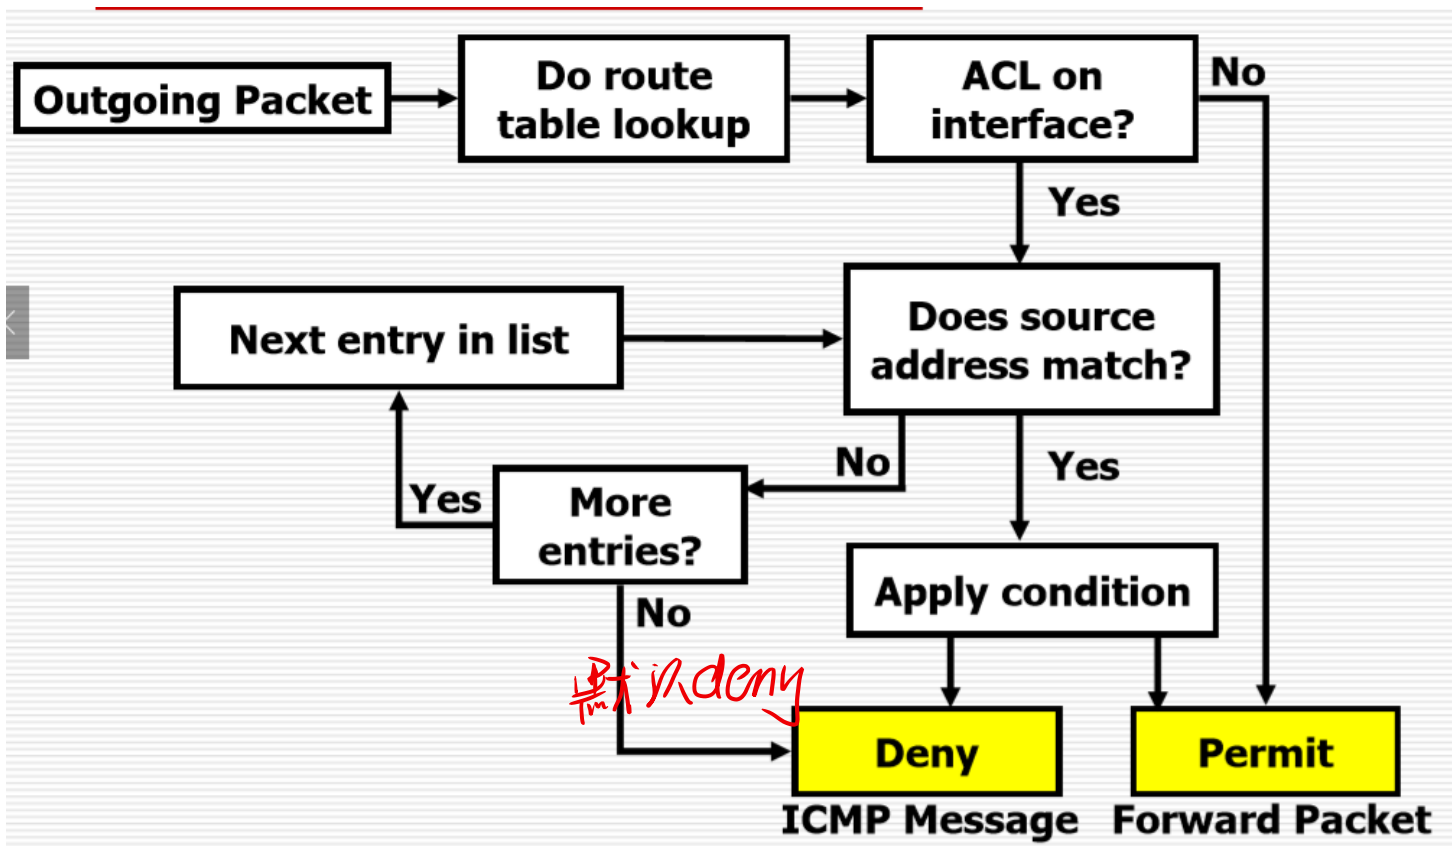 Outgoing Packet
Do route
table lookup
ACL on
interface?
No
Yes
Next entry in list
Does source
address match?
No
Yes
Yes
More
entries?
Apply condition
No
默认deny
Deny
Permit
ICMP Message
Forward Packet